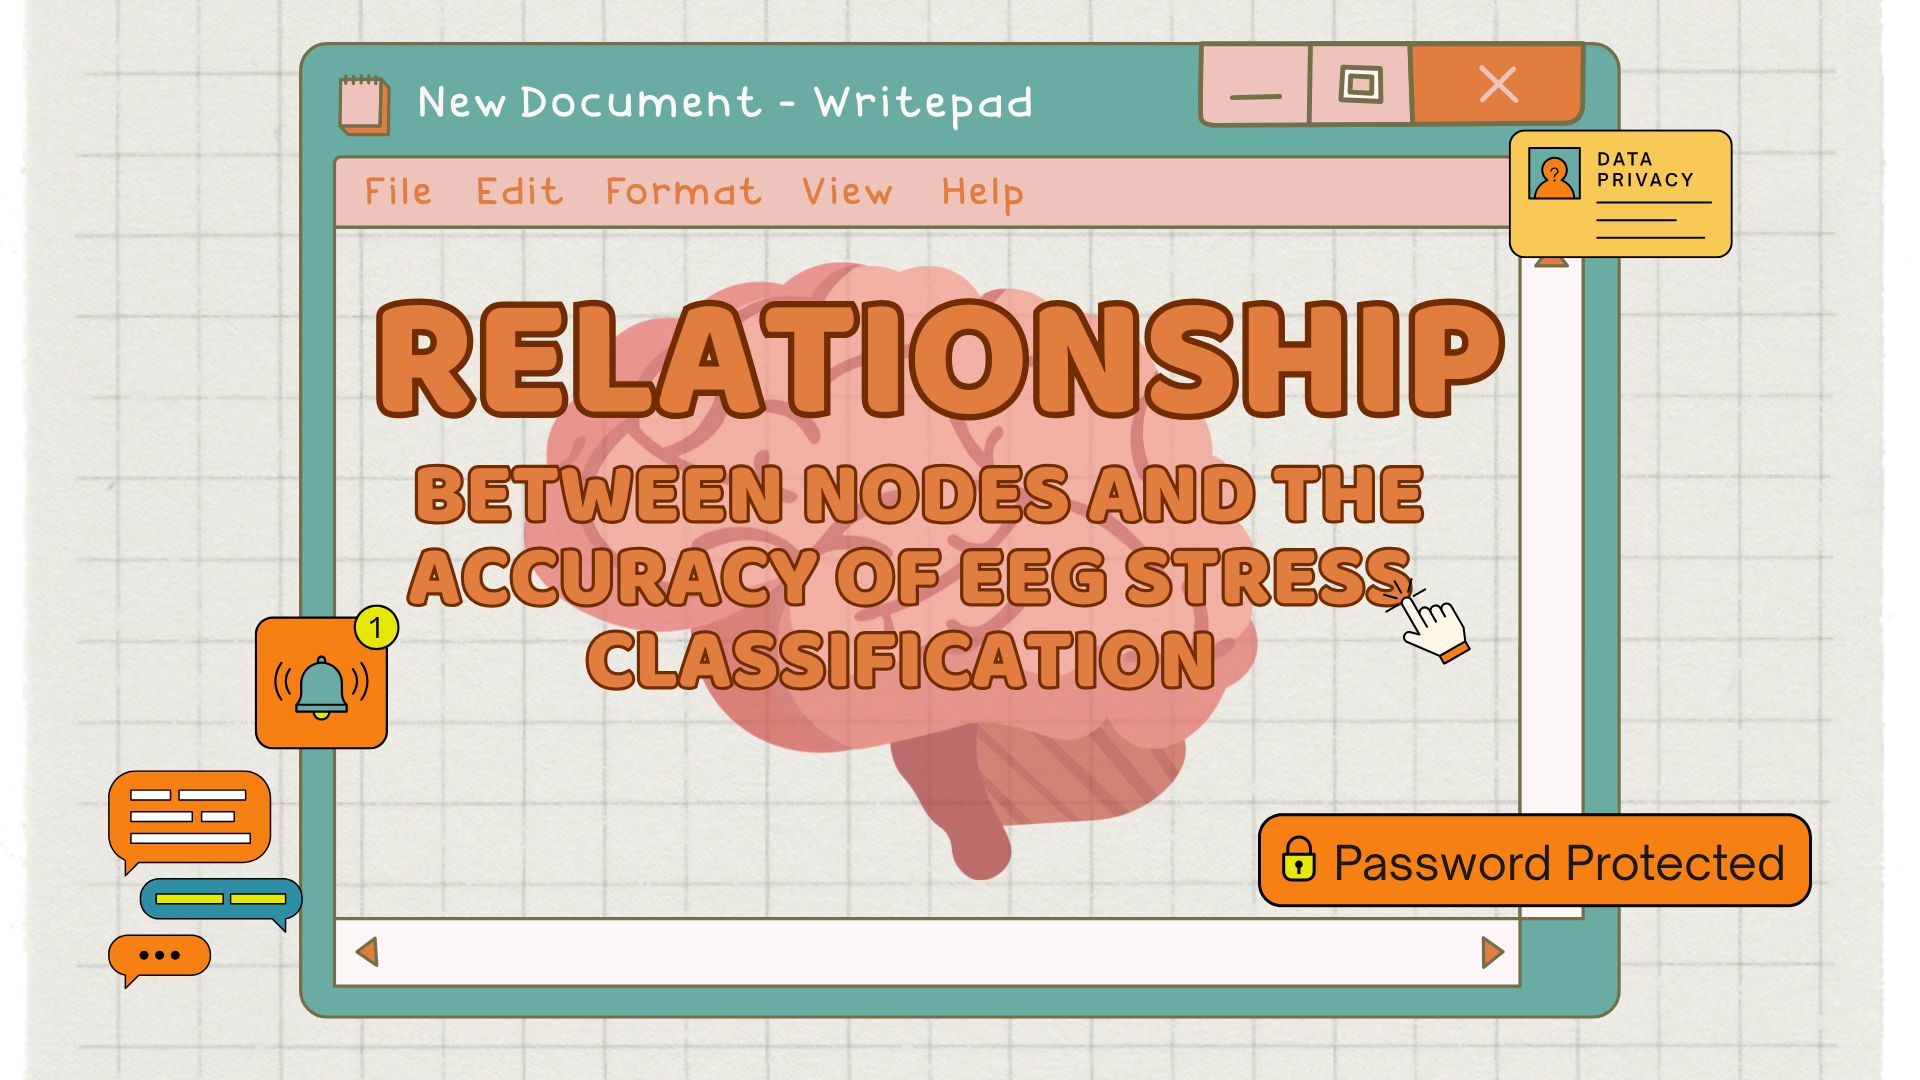 New Document - Writepad
DATA
PRIVACY
?
File Edit Format View Help
RELATIONSHIP
BETWEEN NODES AND THE
ACCURACY OF EEG STRESS
CLASSIFICATION
1
Password Protected